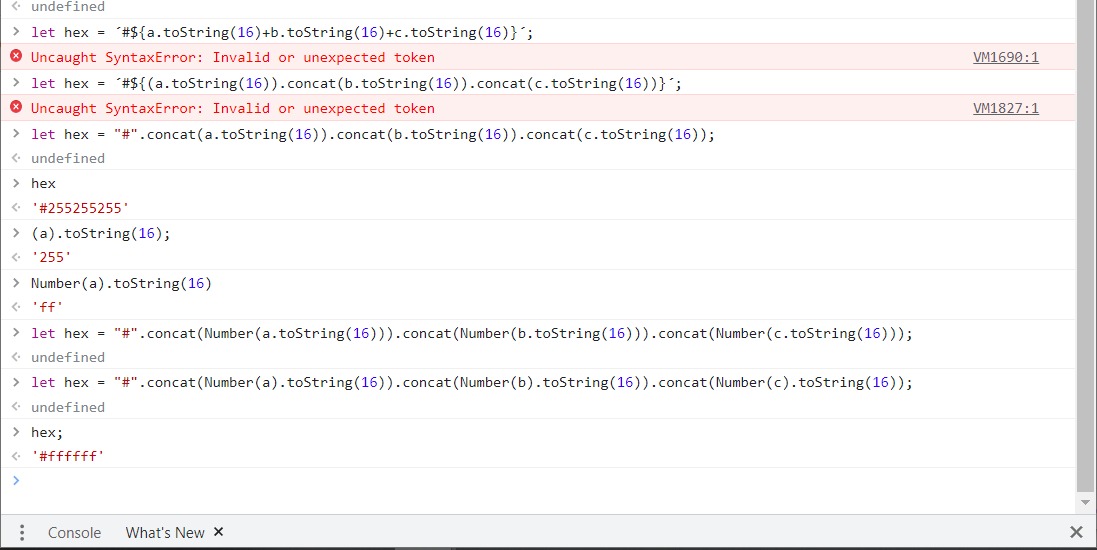 undefined
let hex = ´#${a.toString(16)+b.toString(16)+c.toString(16)}´;
Uncaught SyntaxError: Invalid or unexpected token VM1690:1
let hex = ´#${(a.toString(16)).concat(b.toString(16)).concat(c.toString(16))}´;
Uncaught SyntaxError: Invalid or unexpected token VM1827:1
let hex = "#".concat(a.toString(16)).concat(b.toString(16)).concat(c.toString(16));
undefined
hex
'#255255255'
(a).toString(16);
'255'
Number(a).toString(16)
'ff'
let hex = "#".concat(Number(a.toString(16))).concat(Number(b.toString(16))).concat(Number(c.toString(16)));
undefined
let hex = "#".concat(Number(a).toString(16)).concat(Number(b).toString(16)).concat(Number(c).toString(16));
undefined
hex;
'#ffffff'
Console What's New